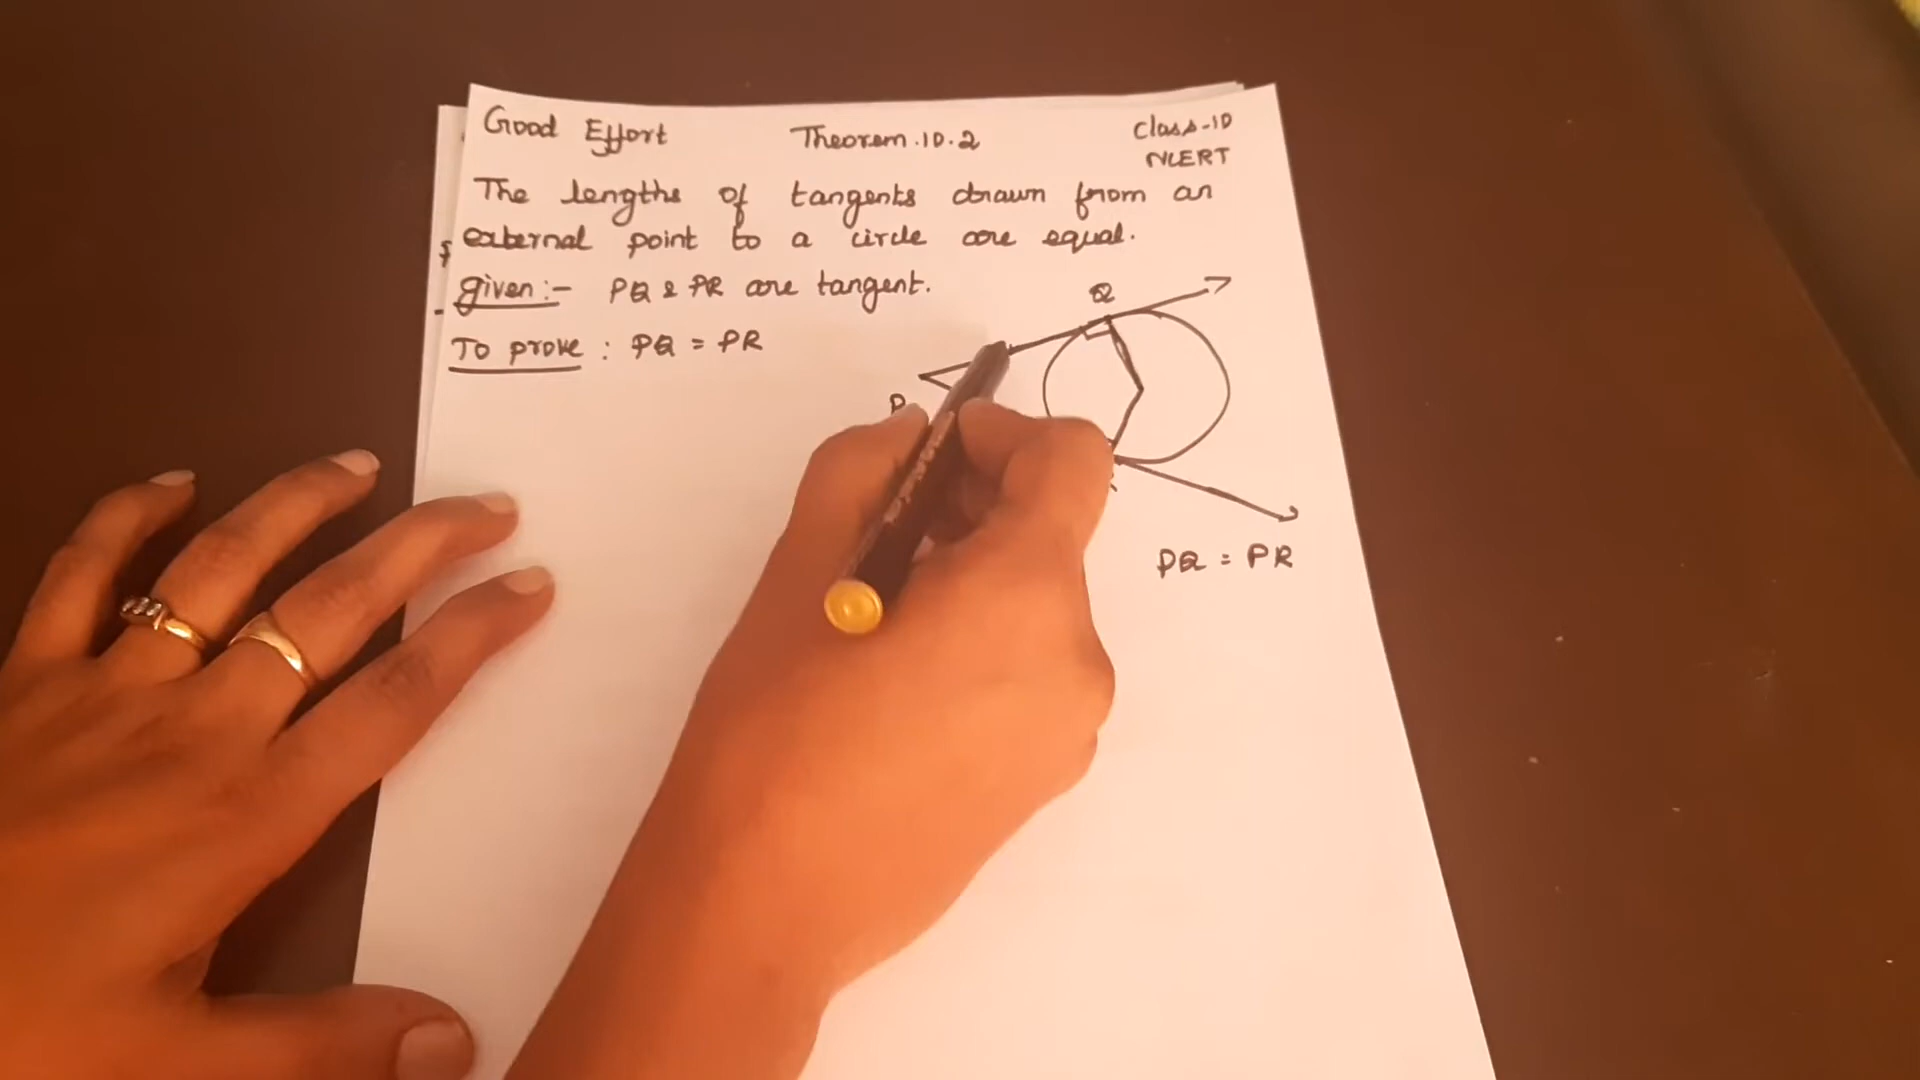 Good Effort Theorem.10.2 Class-10
NCERT
The lengths of tangents drawn from an
external point to a circle are equal.
given:- PQ & PR are tangent.
To prove : PQ = PR
Q
P
PQ = PR